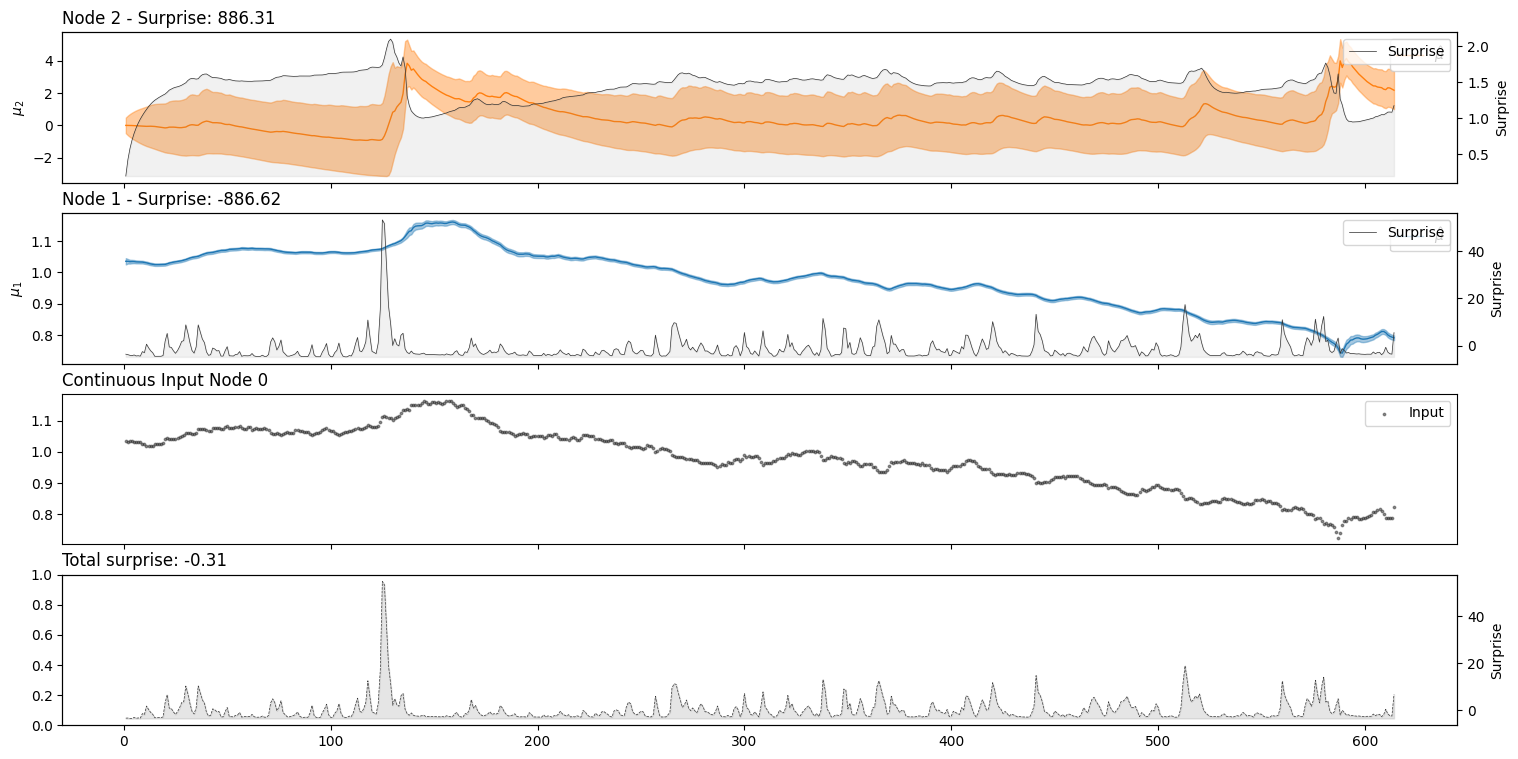 Node 2 - Surprise: 886.31
4
2
0
−2
μ2
Surprise
2.0
1.5
1.0
0.5
Surprise
Node 1 - Surprise: -886.62
1.1
1.0
0.9
0.8
μ1
Surprise
40
20
0
Surprise
Continuous Input Node 0
1.1
1.0
0.9
0.8
Input
Total surprise: -0.31
1.0
0.8
0.6
0.4
0.2
0.0
40
20
0
Surprise
0 100 200 300 400 500 600